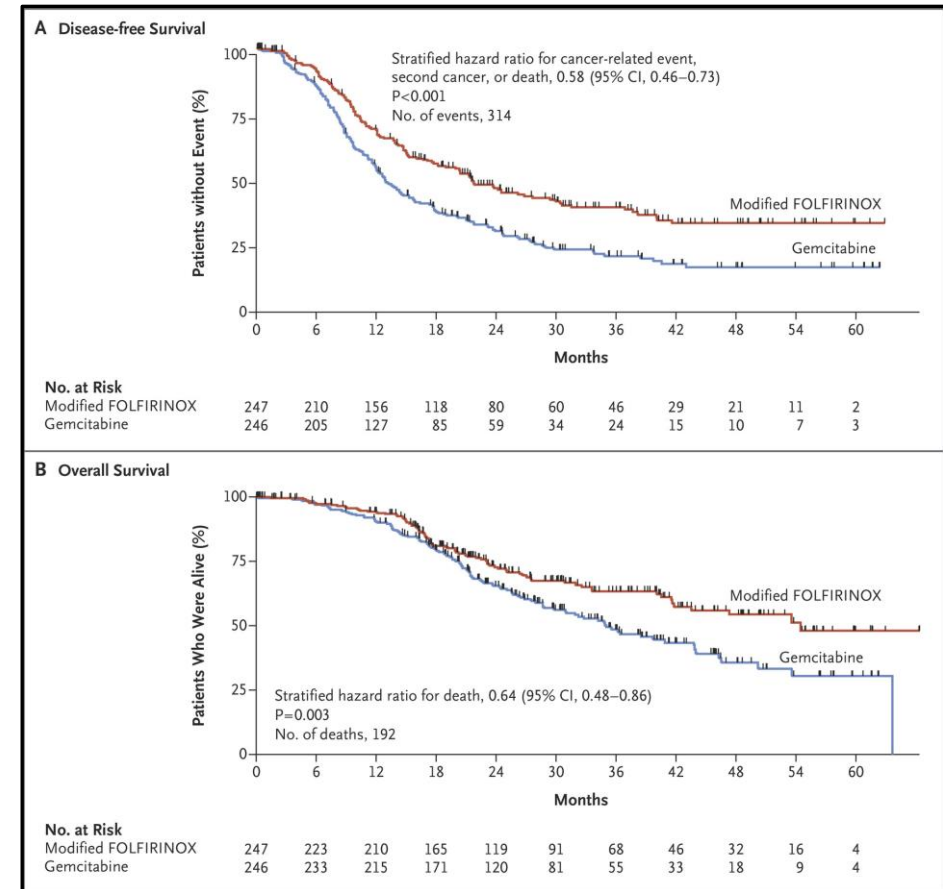 A Disease-free Survival
Patients without Event (%)
100
75
50
25
0
Stratified hazard ratio for cancer-related event,
second cancer, or death, 0.58 (95% CI, 0.46–0.73)
P<0.001
No. of events, 314
Modified FOLFIRINOX
Gemcitabine
0 6 12 18 24 30 36 42 48 54 60
Months
No. at Risk
Modified FOLFIRINOX 247 210 156 118 80 60 46 29 21 11 2
Gemcitabine 246 205 127 85 59 34 24 15 10 7 3
B Overall Survival
Patients Who Were Alive (%)
100
75
50
25
0
Modified FOLFIRINOX
Gemcitabine
Stratified hazard ratio for death, 0.64 (95% CI, 0.48–0.86)
P=0.003
No. of deaths, 192
0 6 12 18 24 30 36 42 48 54 60
Months
No. at Risk
Modified FOLFIRINOX 247 223 210 165 119 91 68 46 32 16 4
Gemcitabine 246 233 215 171 120 81 55 33 18 9 4